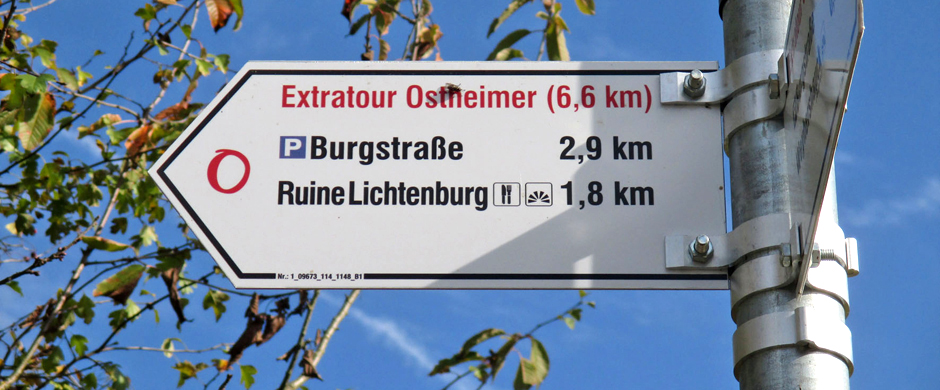 Extratour Ostheimer (6,6 km)
O
P Burgstraße 2,9 km
Ruine Lichtenburg 1,8 km
Nr.: 1_09673_114_1148_B1